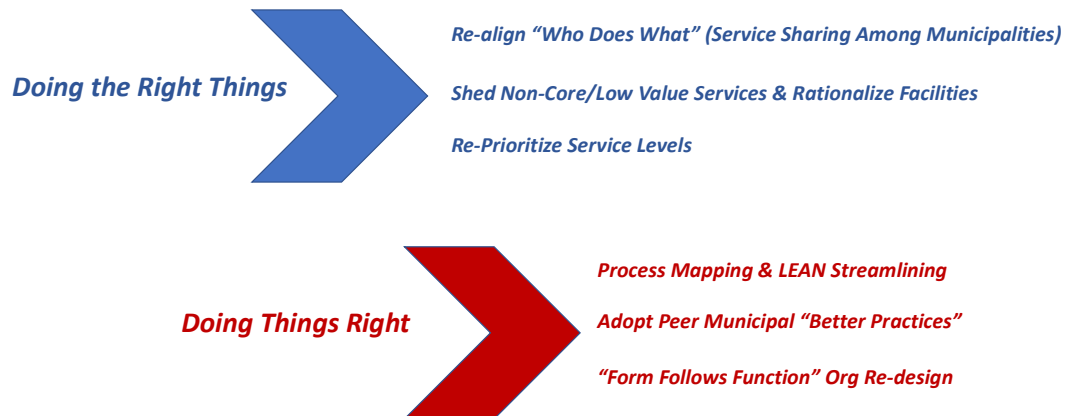 Doing the Right Things
Re-align “Who Does What” (Service Sharing Among Municipalities)
Shed Non-Core/Low Value Services & Rationalize Facilities
Re-Prioritize Service Levels
Doing Things Right
Process Mapping & LEAN Streamlining
Adopt Peer Municipal “Better Practices”
“Form Follows Function” Org Re-design